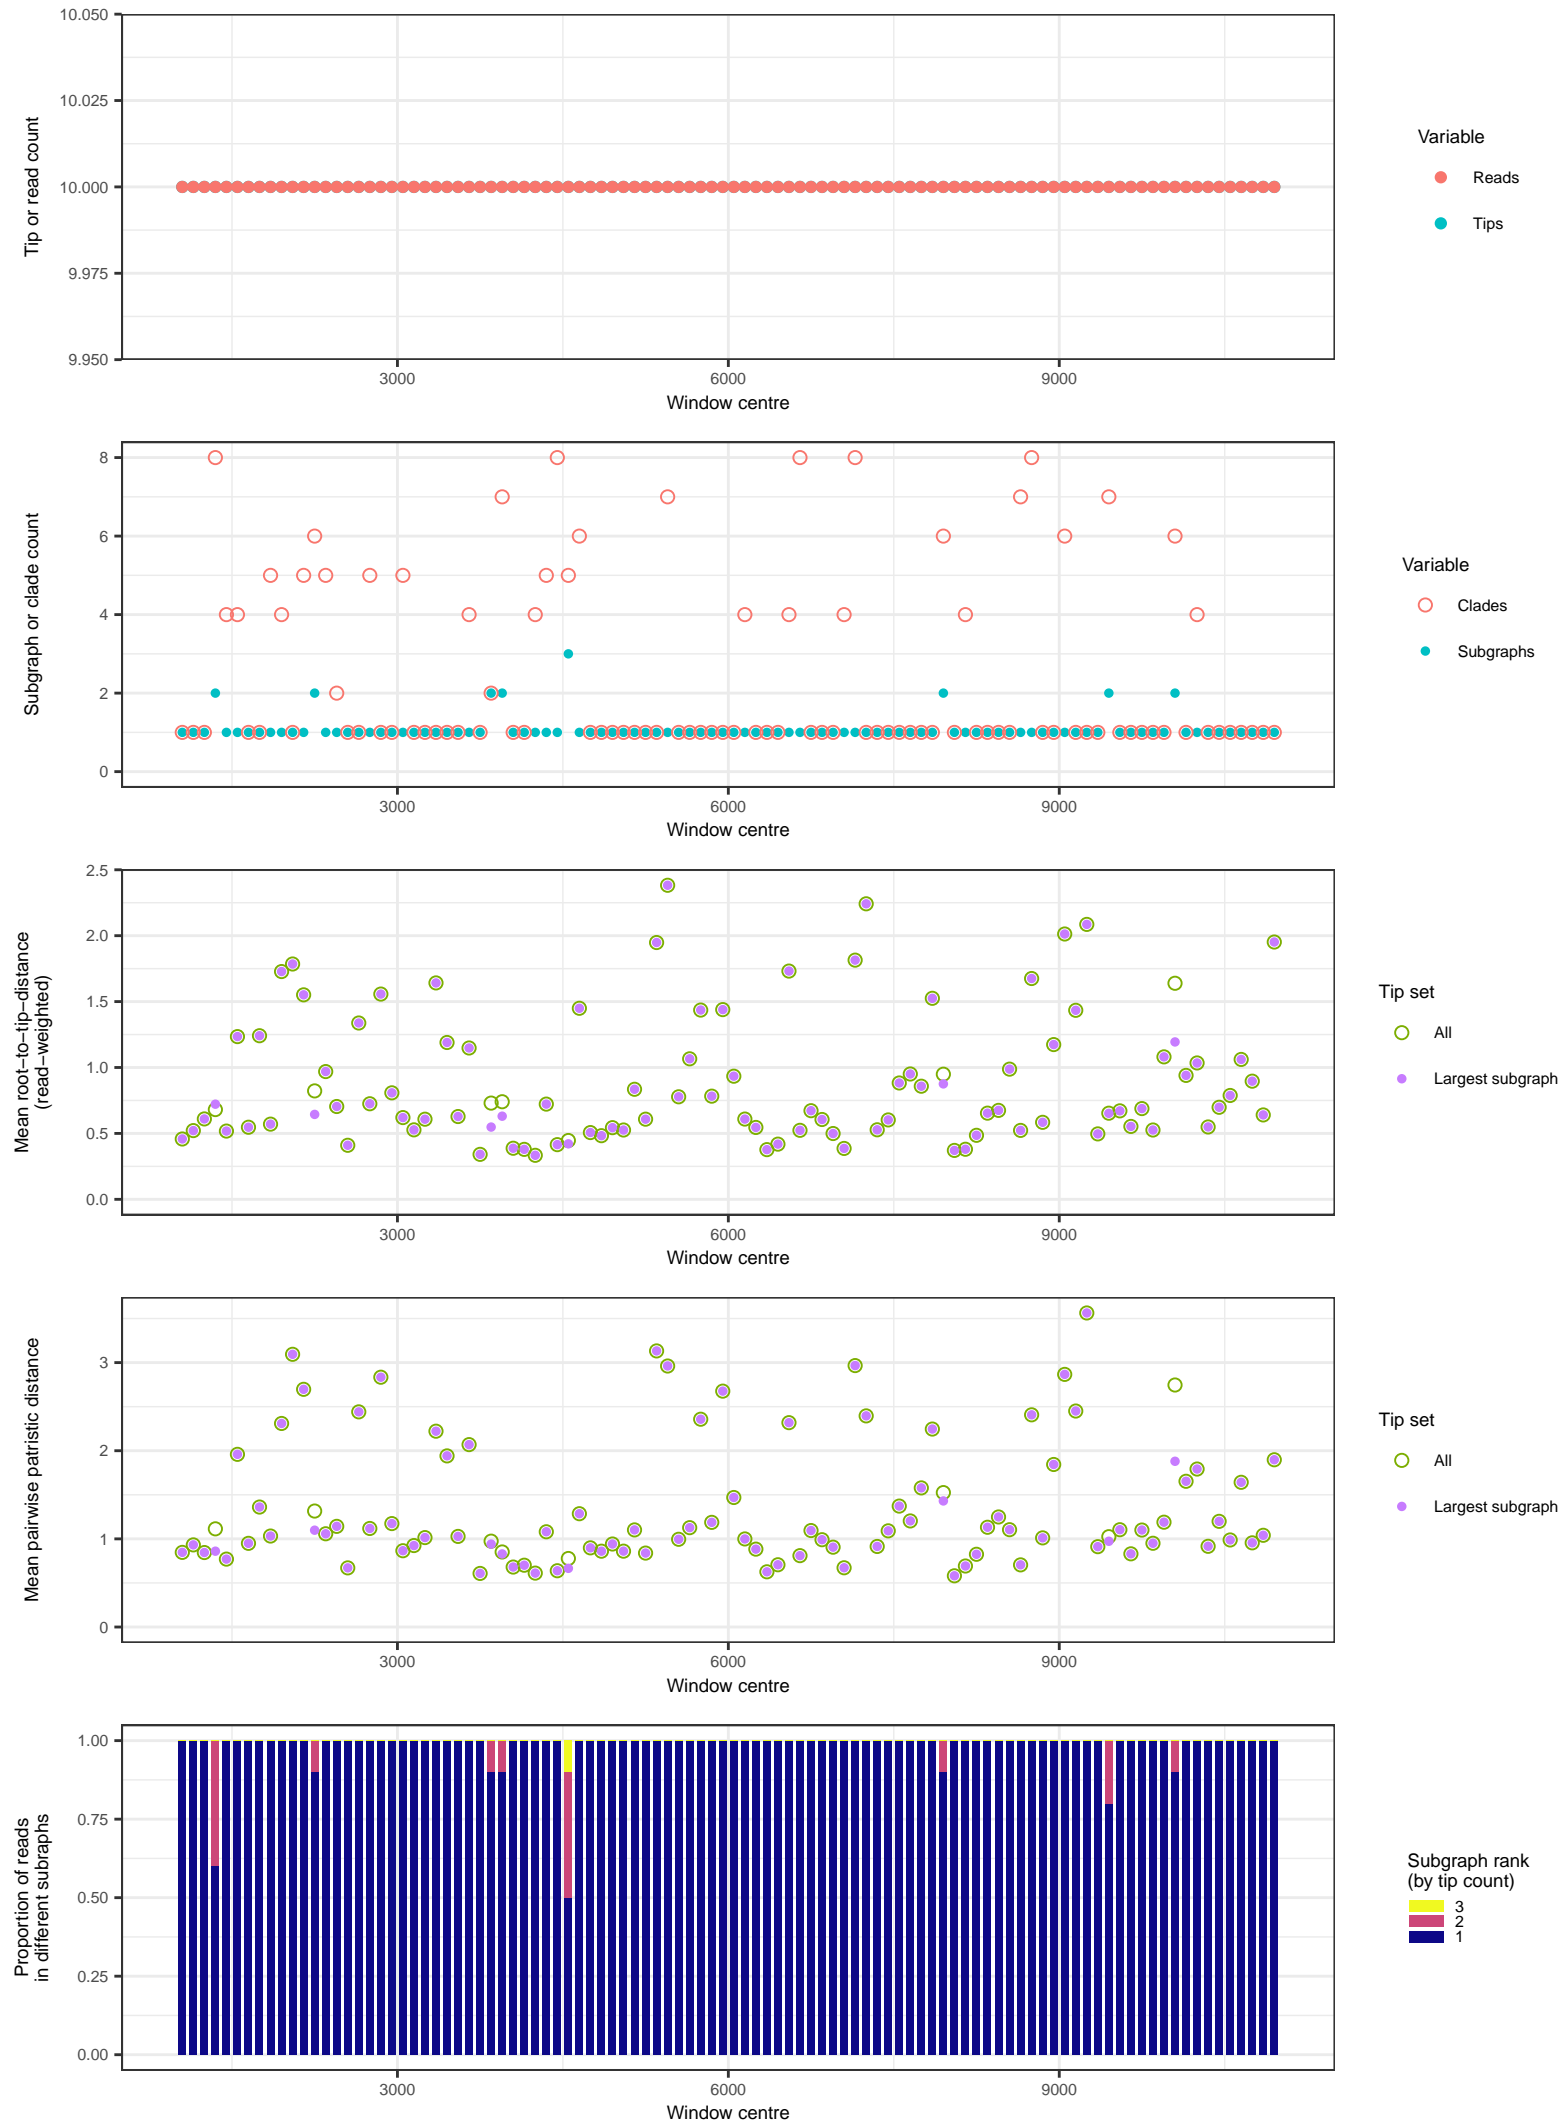 10.050
10.025
10.000
9.975
9.950
Tip or read count
3000 6000 9000
Window centre
Variable
Reads
Tips
8
6
4
2
0
Subgraph or clade count
3000 6000 9000
Window centre
Variable
Clades
Subgraphs
2.5
2.0
1.5
1.0
0.5
0.0
Mean root−to−tip−distance
(read−weighted)
3000 6000 9000
Window centre
Tip set
All
Largest subgraph
3
2
1
0
Mean pairwise patristic distance
3000 6000 9000
Window centre
Tip set
All
Largest subgraph
1.00
0.75
0.50
0.25
0.00
Proportion of reads
in different subraphs
3000 6000 9000
Window centre
Subgraph rank
(by tip count)
3
2
1